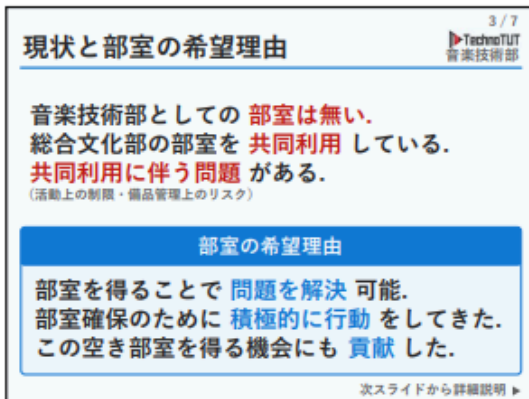 3 / 7
現状と部室の希望理由
TechnoTUT
音楽技術部
音楽技術部としての 部室は無い.
総合文化部の部室を 共同利用 している.
共同利用に伴う問題 がある.
(活動上の制限・備品管理上のリスク)
部室の希望理由
部室を得ることで 問題を解決 可能.
部室確保のために 積極的に行動 をしてきた.
この空き部室を得る機会にも 貢献 した.
次スライドから詳細説明 ▶